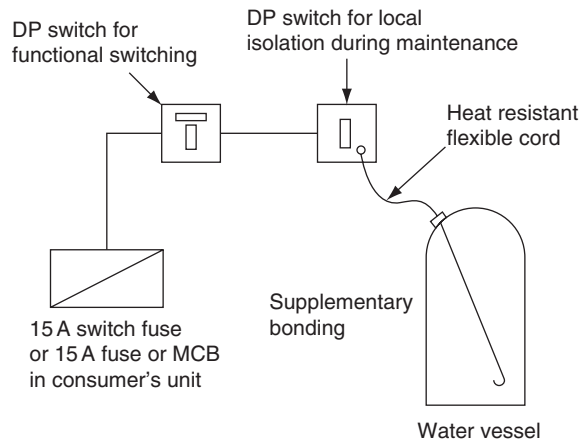 DP switch for
functional switching
DP switch for local
isolation during maintenance
Heat resistant
flexible cord
15 A switch fuse
or 15 A fuse or MCB
in consumer's unit
Supplementary
bonding
Water vessel